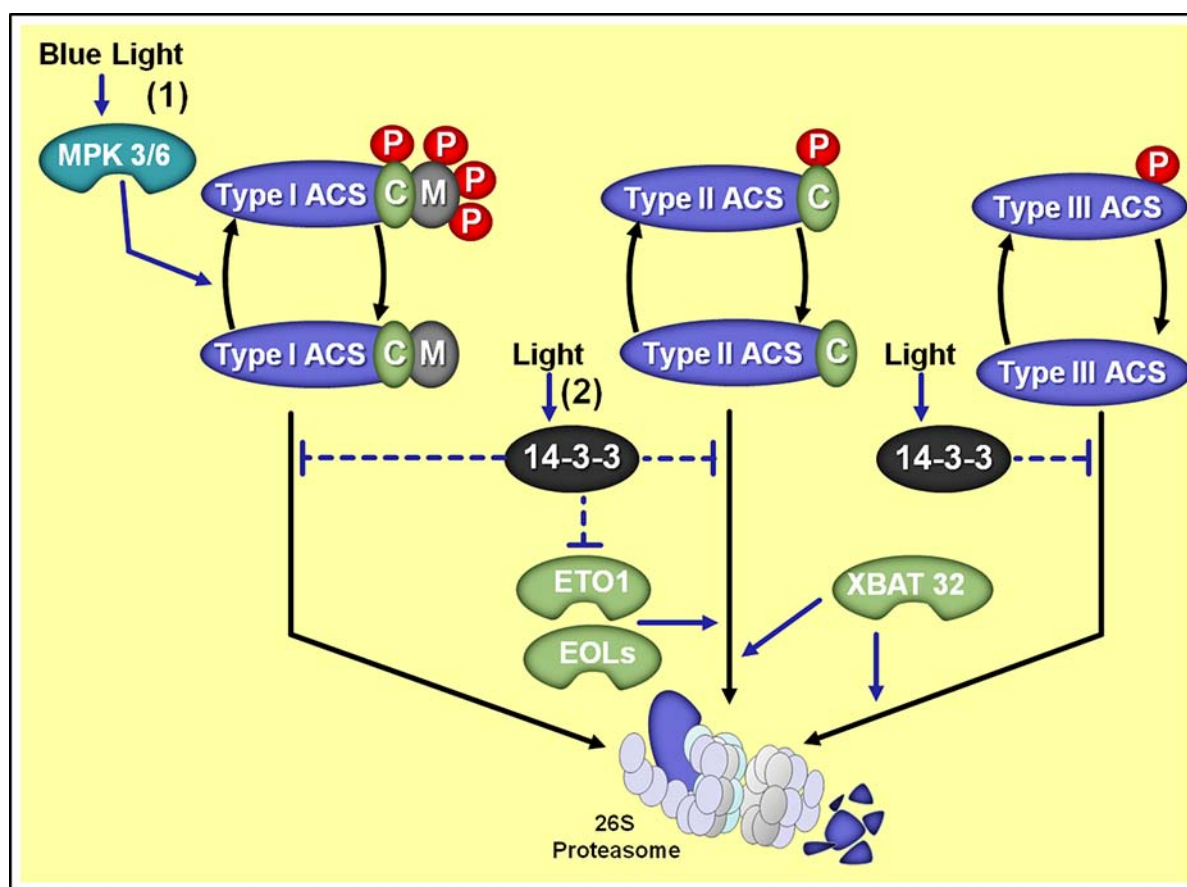 Blue Light
(1)
MPK 3/6
P
P
P
P
Type I ACS C M
P
Type II ACS C
P
Type III ACS
Type I ACS C M
Light
(2)
Type II ACS C
Light
Type III ACS
14-3-3
14-3-3
ETO1
EOLs
XBAT 32
26S
Proteasome